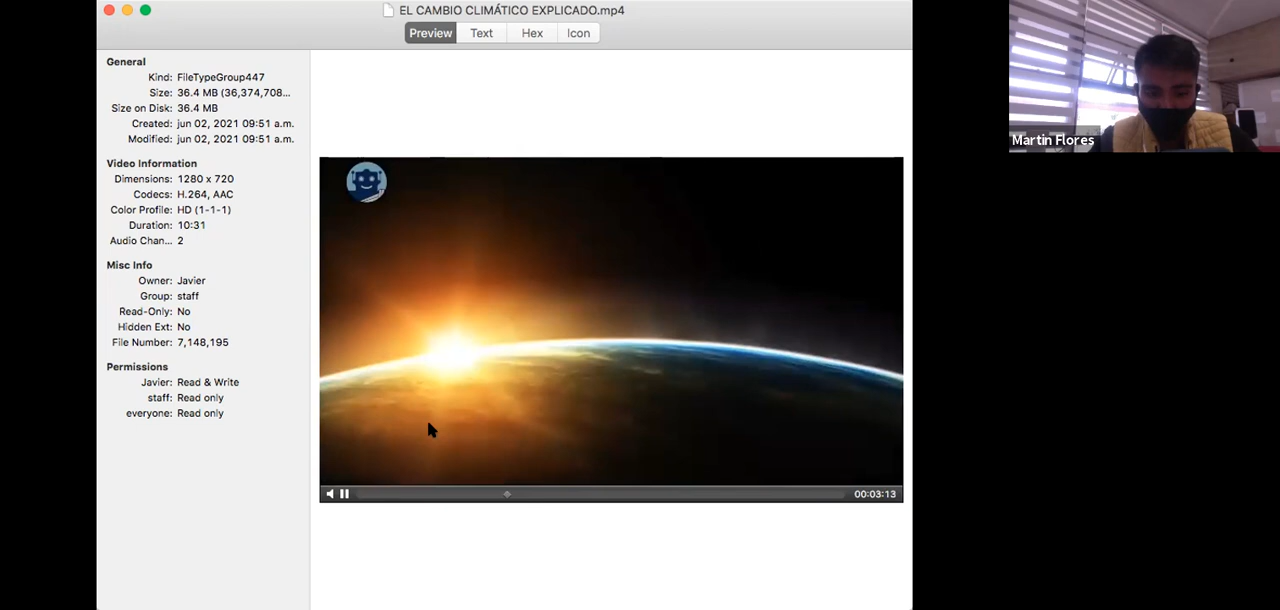 EL CAMBIO CLIMÁTICO EXPLICADO.mp4
Preview Text Hex Icon
General
Kind: FileTypeGroup447
Size: 36.4 MB (36,374,708...
Size on Disk: 36.4 MB
Created: jun 02, 2021 09:51 a.m.
Modified: jun 02, 2021 09:51 a.m.
Video Information
Dimensions: 1280 x 720
Codecs: H.264, AAC
Color Profile: HD (1-1-1)
Duration: 10:31
Audio Chan... 2
Misc Info
Owner: Javier
Group: staff
Read-Only: No
Hidden Ext: No
File Number: 7,148,195
Permissions
Javier: Read & Write
staff: Read only
everyone: Read only
00:03:13
Martin Flores